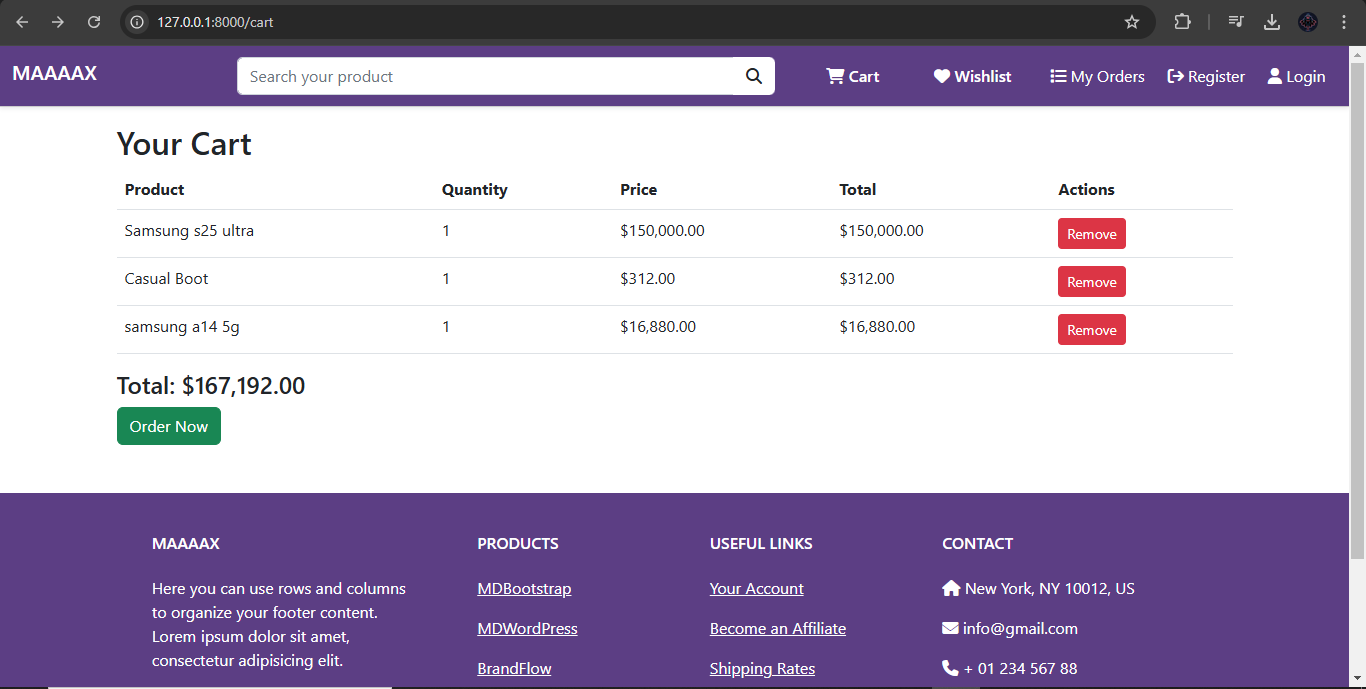 127.0.0.1:8000/cart
MAAAAX
Search your product
Cart
Wishlist
My Orders
Register
Login
Your Cart
Product Quantity Price Total Actions
Samsung s25 ultra 1 $150,000.00 $150,000.00 Remove
Casual Boot 1 $312.00 $312.00 Remove
samsung a14 5g 1 $16,880.00 $16,880.00 Remove
Total: $167,192.00
Order Now
MAAAAX
Here you can use rows and columns
to organize your footer content.
Lorem ipsum dolor sit amet,
consectetur adipisicing elit.
PRODUCTS
MDBootstrap
MDWordPress
BrandFlow
USEFUL LINKS
Your Account
Become an Affiliate
Shipping Rates
CONTACT
New York, NY 10012, US
info@gmail.com
+ 01 234 567 88